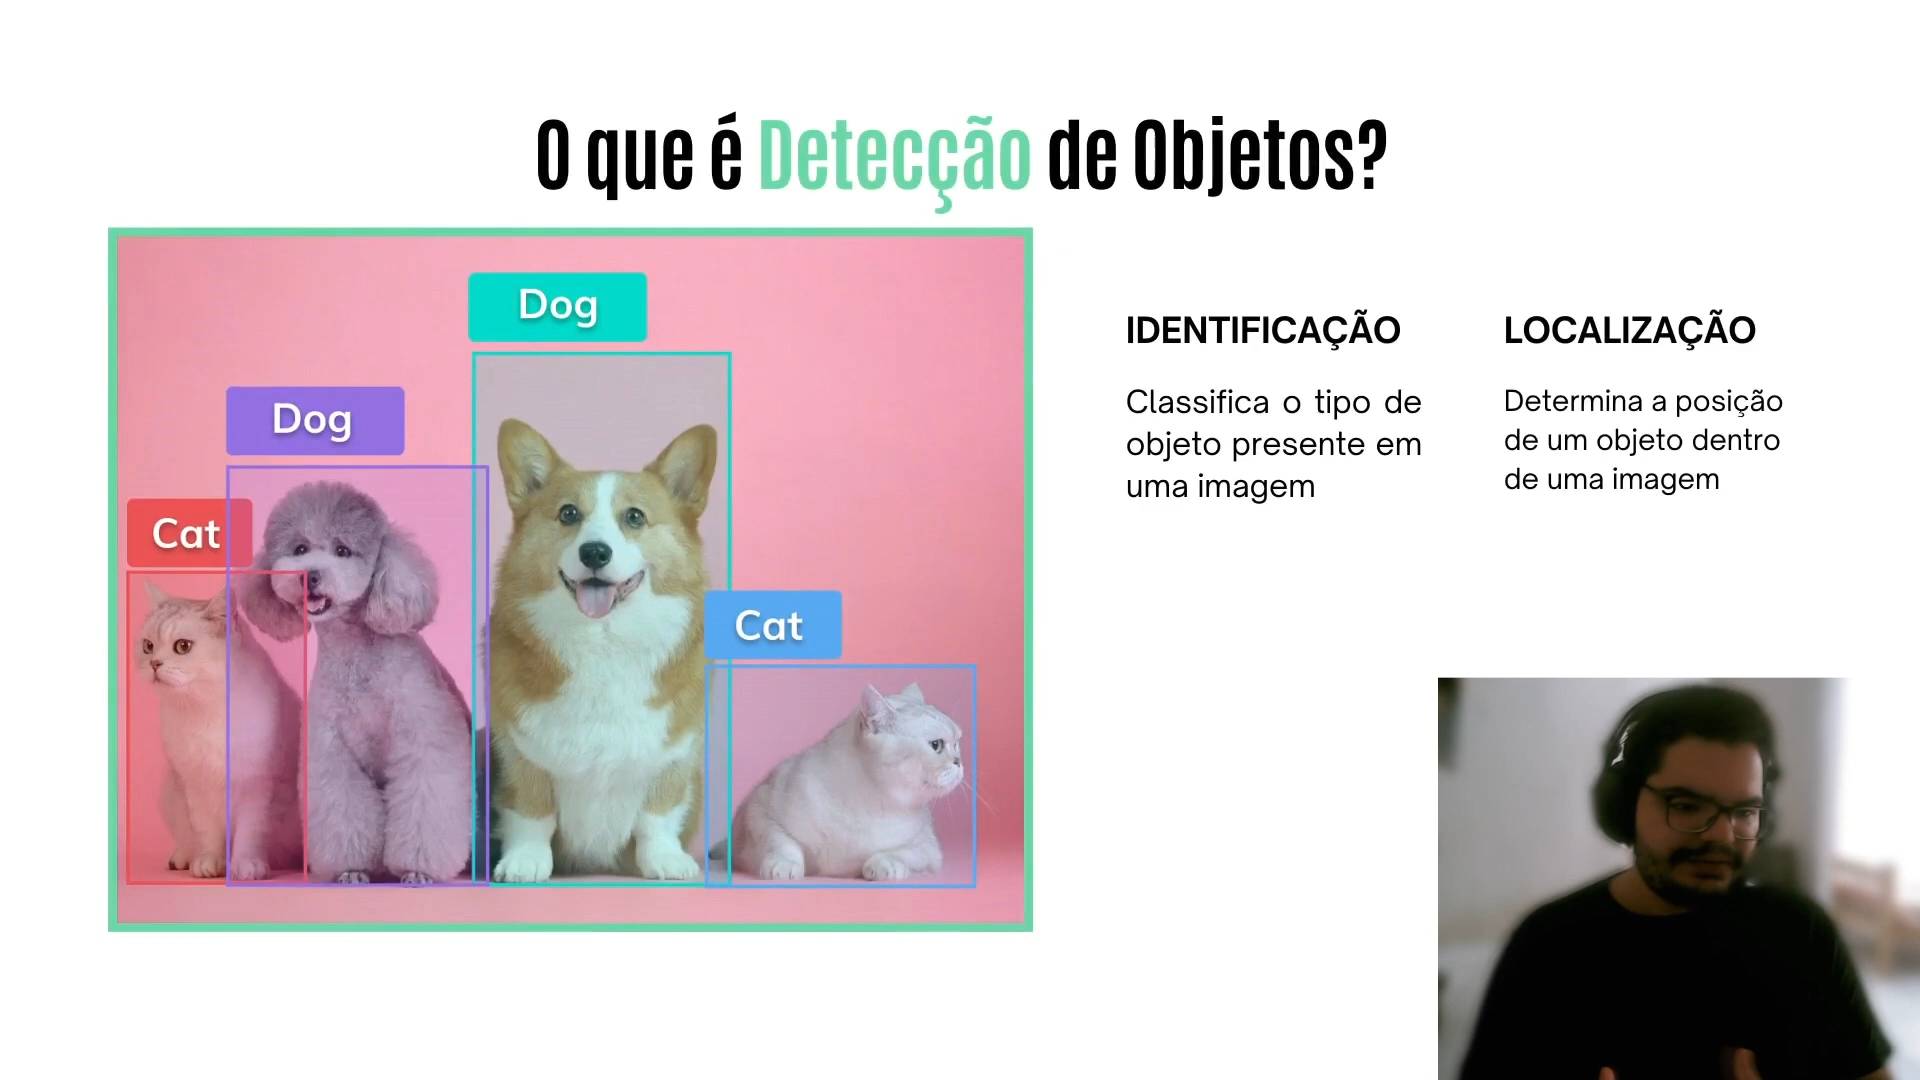 O que é Detecção de Objetos?
Dog
Dog
Cat
Cat
IDENTIFICAÇÃO
Classifica o tipo de
objeto presente em
uma imagem
LOCALIZAÇÃO
Determina a posição
de um objeto dentro
de uma imagem